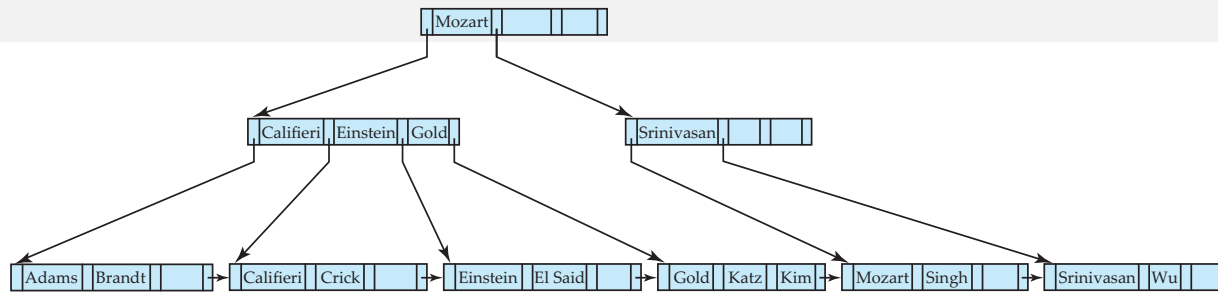 Mozart
Califieri Einstein Gold
Srinivasan
Adams Brandt
Califieri Crick
Einstein El Said
Gold Katz Kim
Mozart Singh
Srinivasan Wu